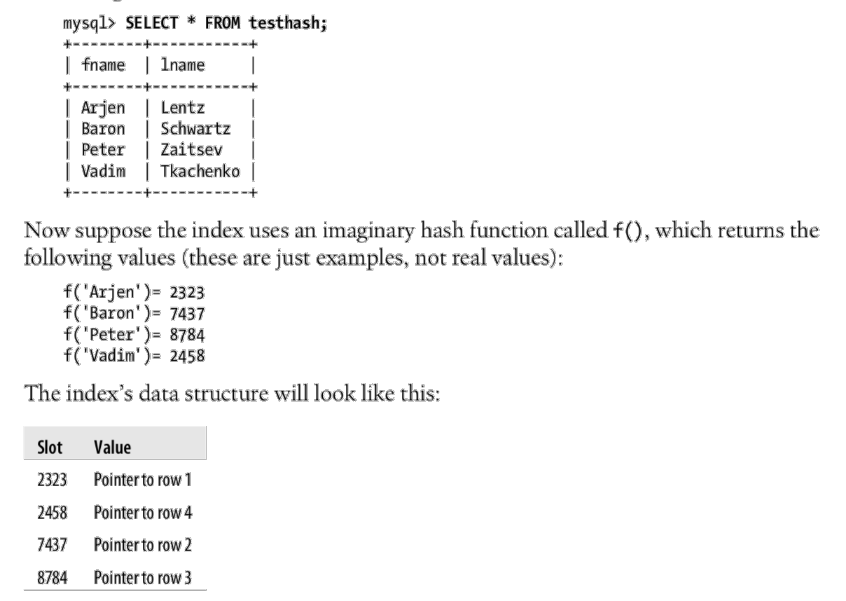 mysql> SELECT * FROM testhash;
+--------+-----------+
| fname  | lname     |
+--------+-----------+
| Arjen  | Lentz     |
| Baron  | Schwartz  |
| Peter  | Zaitsev   |
| Vadim  | Tkachenko |
+--------+-----------+
Now suppose the index uses an imaginary hash function called f(), which returns the
following values (these are just examples, not real values):
f('Arjen')= 2323
f('Baron')= 7437
f('Peter')= 8784
f('Vadim')= 2458
The index’s data structure will look like this:
Slot Value
2323 Pointer to row 1
2458 Pointer to row 4
7437 Pointer to row 2
8784 Pointer to row 3